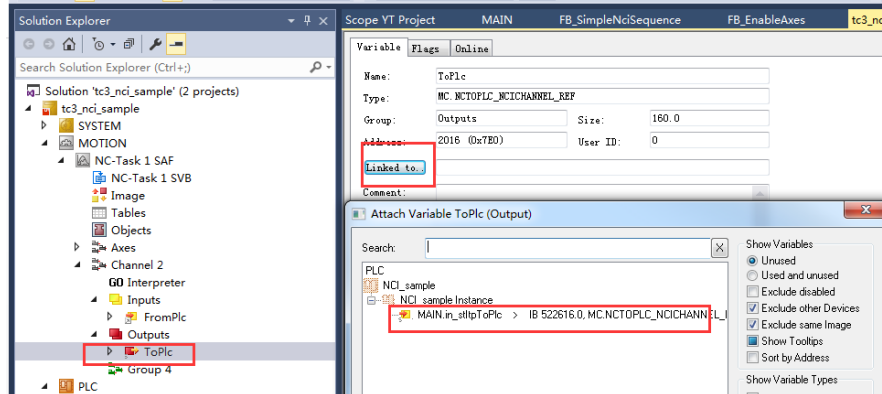 Solution Explorer
Scope YT Project MAIN FB_SimpleNciSequence FB_EnableAxes tc3_nc
Search Solution Explorer (Ctrl+;)
Solution 'tc3_nci_sample' (2 projects)
tc3_nci_sample
SYSTEM
MOTION
NC-Task 1 SAF
NC-Task 1 SVB
Image
Tables
Objects
Axes
Channel 2
GO Interpreter
Inputs
FromPlc
Outputs
ToPlc
Group 4
PLC
Variable Flags Online
Name: ToPlc
Type: MC.NCTOPLC_NCICHANNEL_REF
Group: Outputs Size: 160.0
Address: 2016 (0x7E0) User ID: 0
Linked to..
Comment:
Attach Variable ToPlc (Output)
Search:
PLC
NCI_sample
NCI_sample Instance
MAIN.in_stItpToPlc > IB 522616.0, MC.NCTOPLC_NCICHANNEL_
Show Variables
Unused
Used and unused
Exclude disabled
Exclude other Devices
Exclude same Image
Show Tooltips
Sort by Address
Show Variable Types